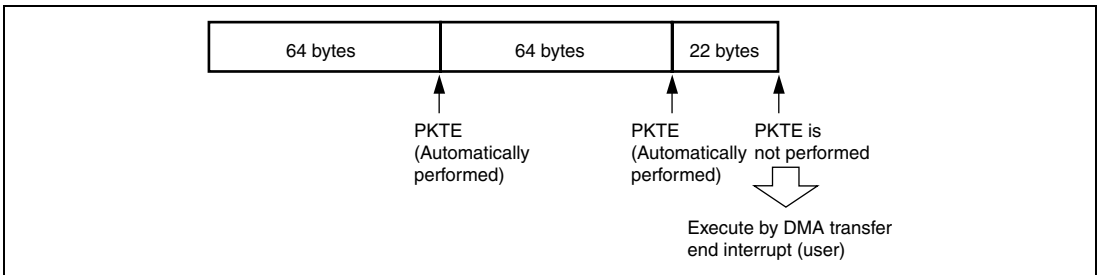 64 bytes
64 bytes
22 bytes
PKTE
(Automatically
performed)
PKTE
(Automatically
performed)
PKTE is
not performed
Execute by DMA transfer
end interrupt (user)